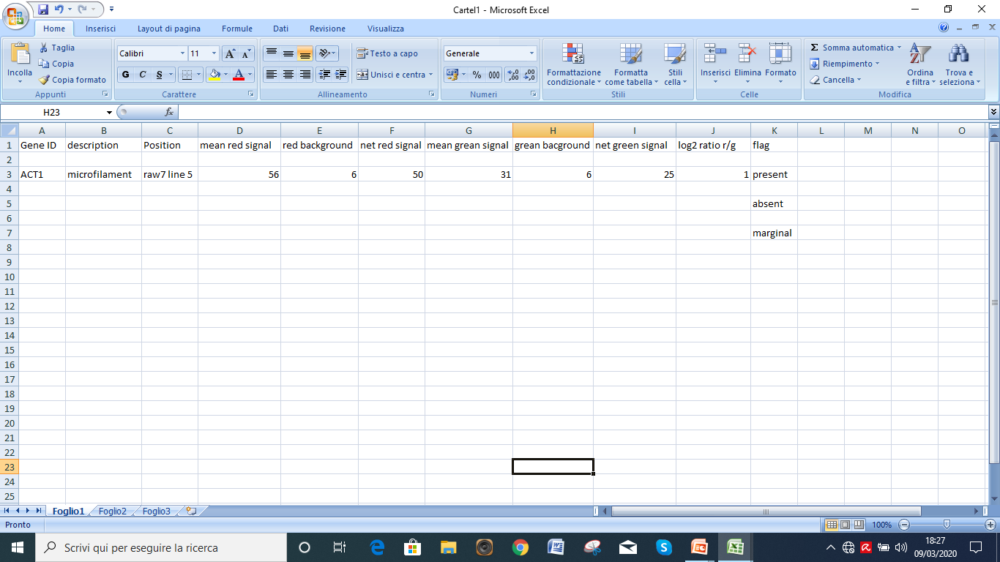 Cartel1 - Microsoft Excel
Home Inserisci Layout di pagina Formule Dati Revisione Visualizza
Incolla
Taglia
Copia
Copia formato
Appunti
Calibri 11
G C S A
Carattere
Testo a capo
Unisci e centra
Allineamento
Generale
% 000
Numeri
Formattazione condizionale
Formatta come tabella
Stili cella
Stili
Inserisci Elimina Formato
Celle
Σ Somma automatica
Riempimento
Cancella
Ordina e filtra
Trova e seleziona
Modifica
H23 fx
A B C D E F G H I J K L M N O
1 Gene ID description Position mean red signal red background net red signal mean grean signal grean bacground net green signal log2 ratio r/g flag
2
3 ACT1 microfilament raw7 line 5 56 6 50 31 6 25 1 present
4
5 absent
6
7 marginal
8
9
10
11
12
13
14
15
16
17
18
19
20
21
22
23
24
25
Foglio1 Foglio2 Foglio3
Pronto 100%
Scrivi qui per eseguire la ricerca
18:27
09/03/2020